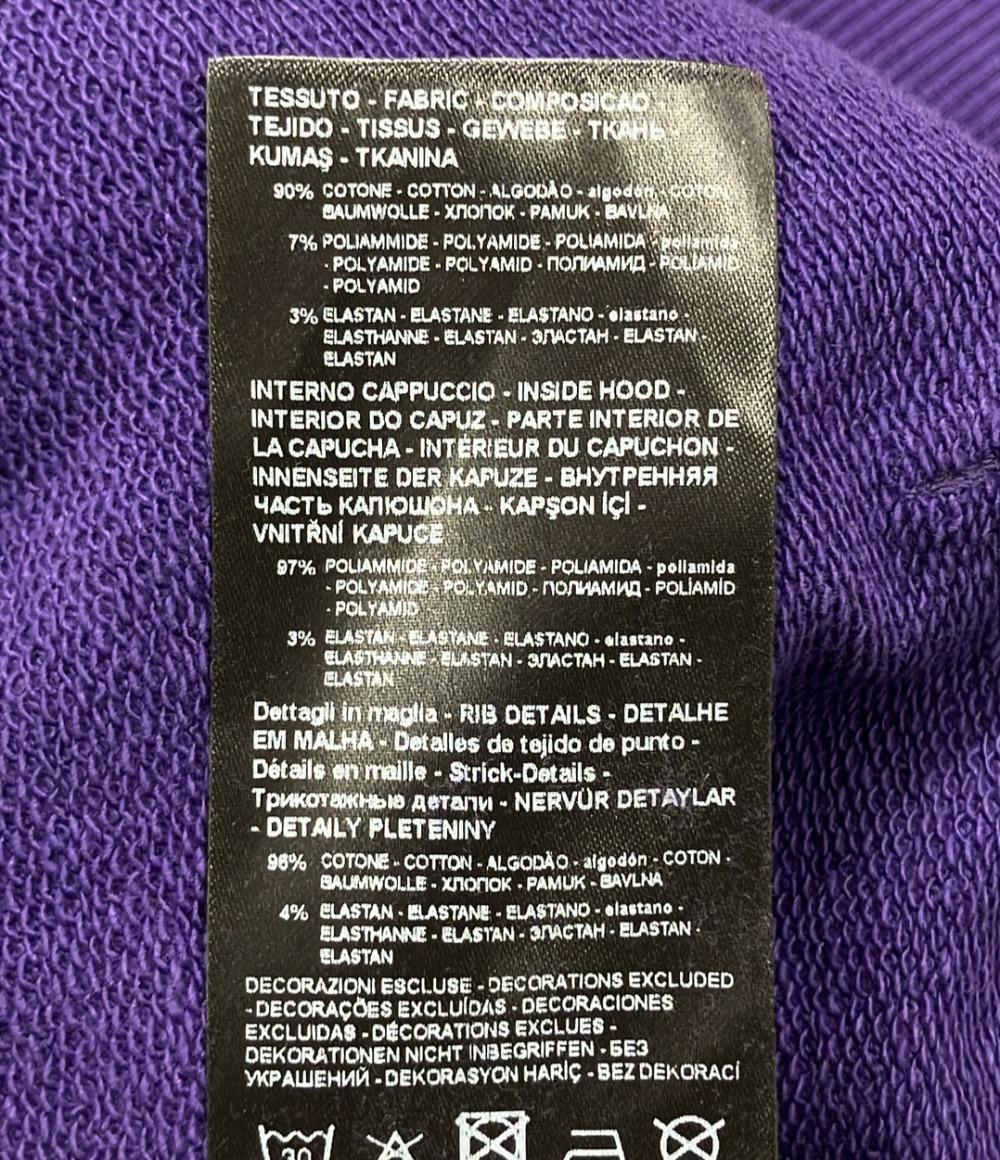 TESSUTO - FABRIC - COMPOSICAO
TEJIDO - TISSUS - GEWEBE - ТКАНЬ -
KUMAŞ - TKANINA
90% COTONE - COTTON - ALGODÃO - algodón - COTON
BAUMWOLLE - ХЛОПОК - PAMUK - BAVLNA
7% POLIAMMIDE - POLYAMIDE - POLIAMIDA - poliamida
- POLYAMIDE - POLYAMID - ПОЛИАМИД - POLİAMİD
- POLYAMID
3% ELASTAN - ELASTANE - ELASTANO - elastano -
ELASTHANNE - ELASTAN - ЭЛАСТАН - ELASTAN -
ELASTAN
INTERNO CAPPUCCIO - INSIDE HOOD -
INTERIOR DO CAPUZ - PARTE INTERIOR DE
LA CAPUCHA - INTÉRIEUR DU CAPUCHON -
INNENSEITE DER KAPUZE - ВНУТРЕННЯЯ
ЧАСТЬ КАПЮШОНА - KAPŞON İÇİ -
VNITŘNÍ KAPUCE
97% POLIAMMIDE - POLYAMIDE - POLIAMIDA - poliamida
- POLYAMIDE - POLYAMID - ПОЛИАМИД - POLİAMİD
- POLYAMID
3% ELASTAN - ELASTANE - ELASTANO - elastano -
ELASTHANNE - ELASTAN - ЭЛАСТАН - ELASTAN -
ELASTAN
Dettagli in maglia - RIB DETAILS - DETALHE
EM MALHA - Detalles de tejido de punto -
Détails en maille - Strick-Details -
Трикотажные детали - NERVÜR DETAYLAR
- DETAILY PLETENINY
96% COTONE - COTTON - ALGODÃO - algodón - COTON -
BAUMWOLLE - ХЛОПОК - PAMUK - BAVLNA
4% ELASTAN - ELASTANE - ELASTANO - elastano -
ELASTHANNE - ELASTAN - ЭЛАСТАН - ELASTAN -
ELASTAN
DECORAZIONI ESCLUSE - DECORATIONS EXCLUDED
- DECORAÇÕES EXCLUÍDAS - DECORACIONES
EXCLUIDAS - DÉCORATIONS EXCLUES -
DEKORATIONEN NICHT INBEGRIFFEN - БЕЗ
УКРАШЕНИЙ - DEKORASYON HARİÇ - BEZ DEKORACÍ
30